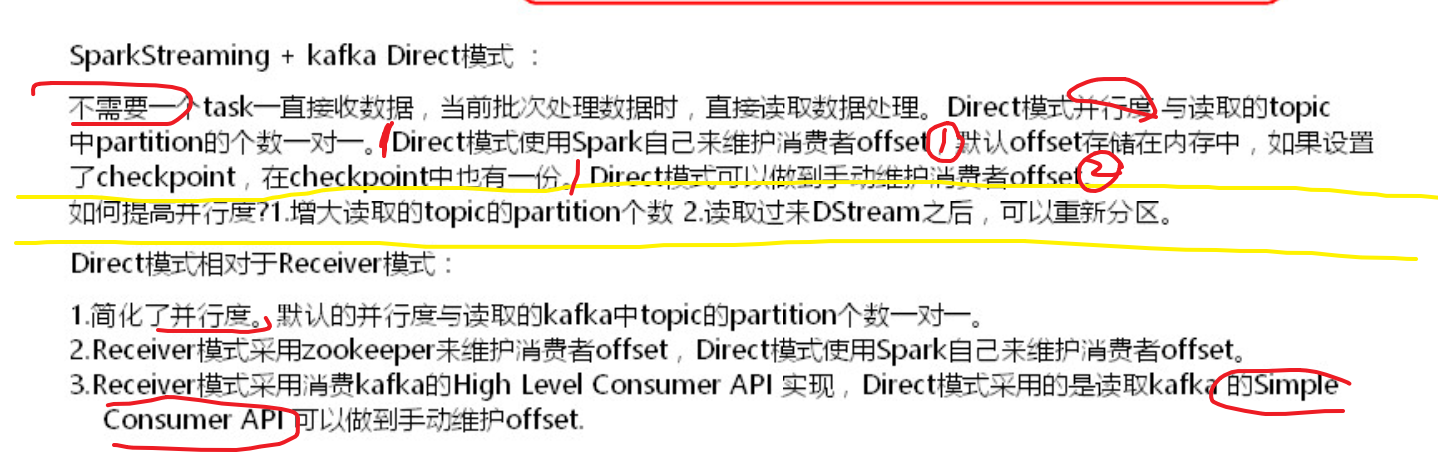 SparkStreaming + kafka Direct模式 ：
不需要一个 task一直接收数据，当前批次处理数据时，直接读取数据处理。Direct模式并行度 与读取的topic
中partition的个数一对一。Direct模式使用Spark自己来维护消费者offset ① 默认offset存储在内存中，如果设置
了checkpoint，在checkpoint中也有一份。Direct模式可以做到手动维护消费者offset ②
如何提高并行度?1.增大读取的topic的partition个数 2.读取过来DStream之后，可以重新分区。
Direct模式相对于Receiver模式：
1.简化了并行度。默认的并行度与读取的kafka中topic的partition个数一对一。
2.Receiver模式采用zookeeper来维护消费者offset，Direct模式使用Spark自己来维护消费者offset。
3.Receiver模式采用消费kafka的High Level Consumer API 实现，Direct模式采用的是读取kafka 的Simple
Consumer API 可以做到手动维护offset.